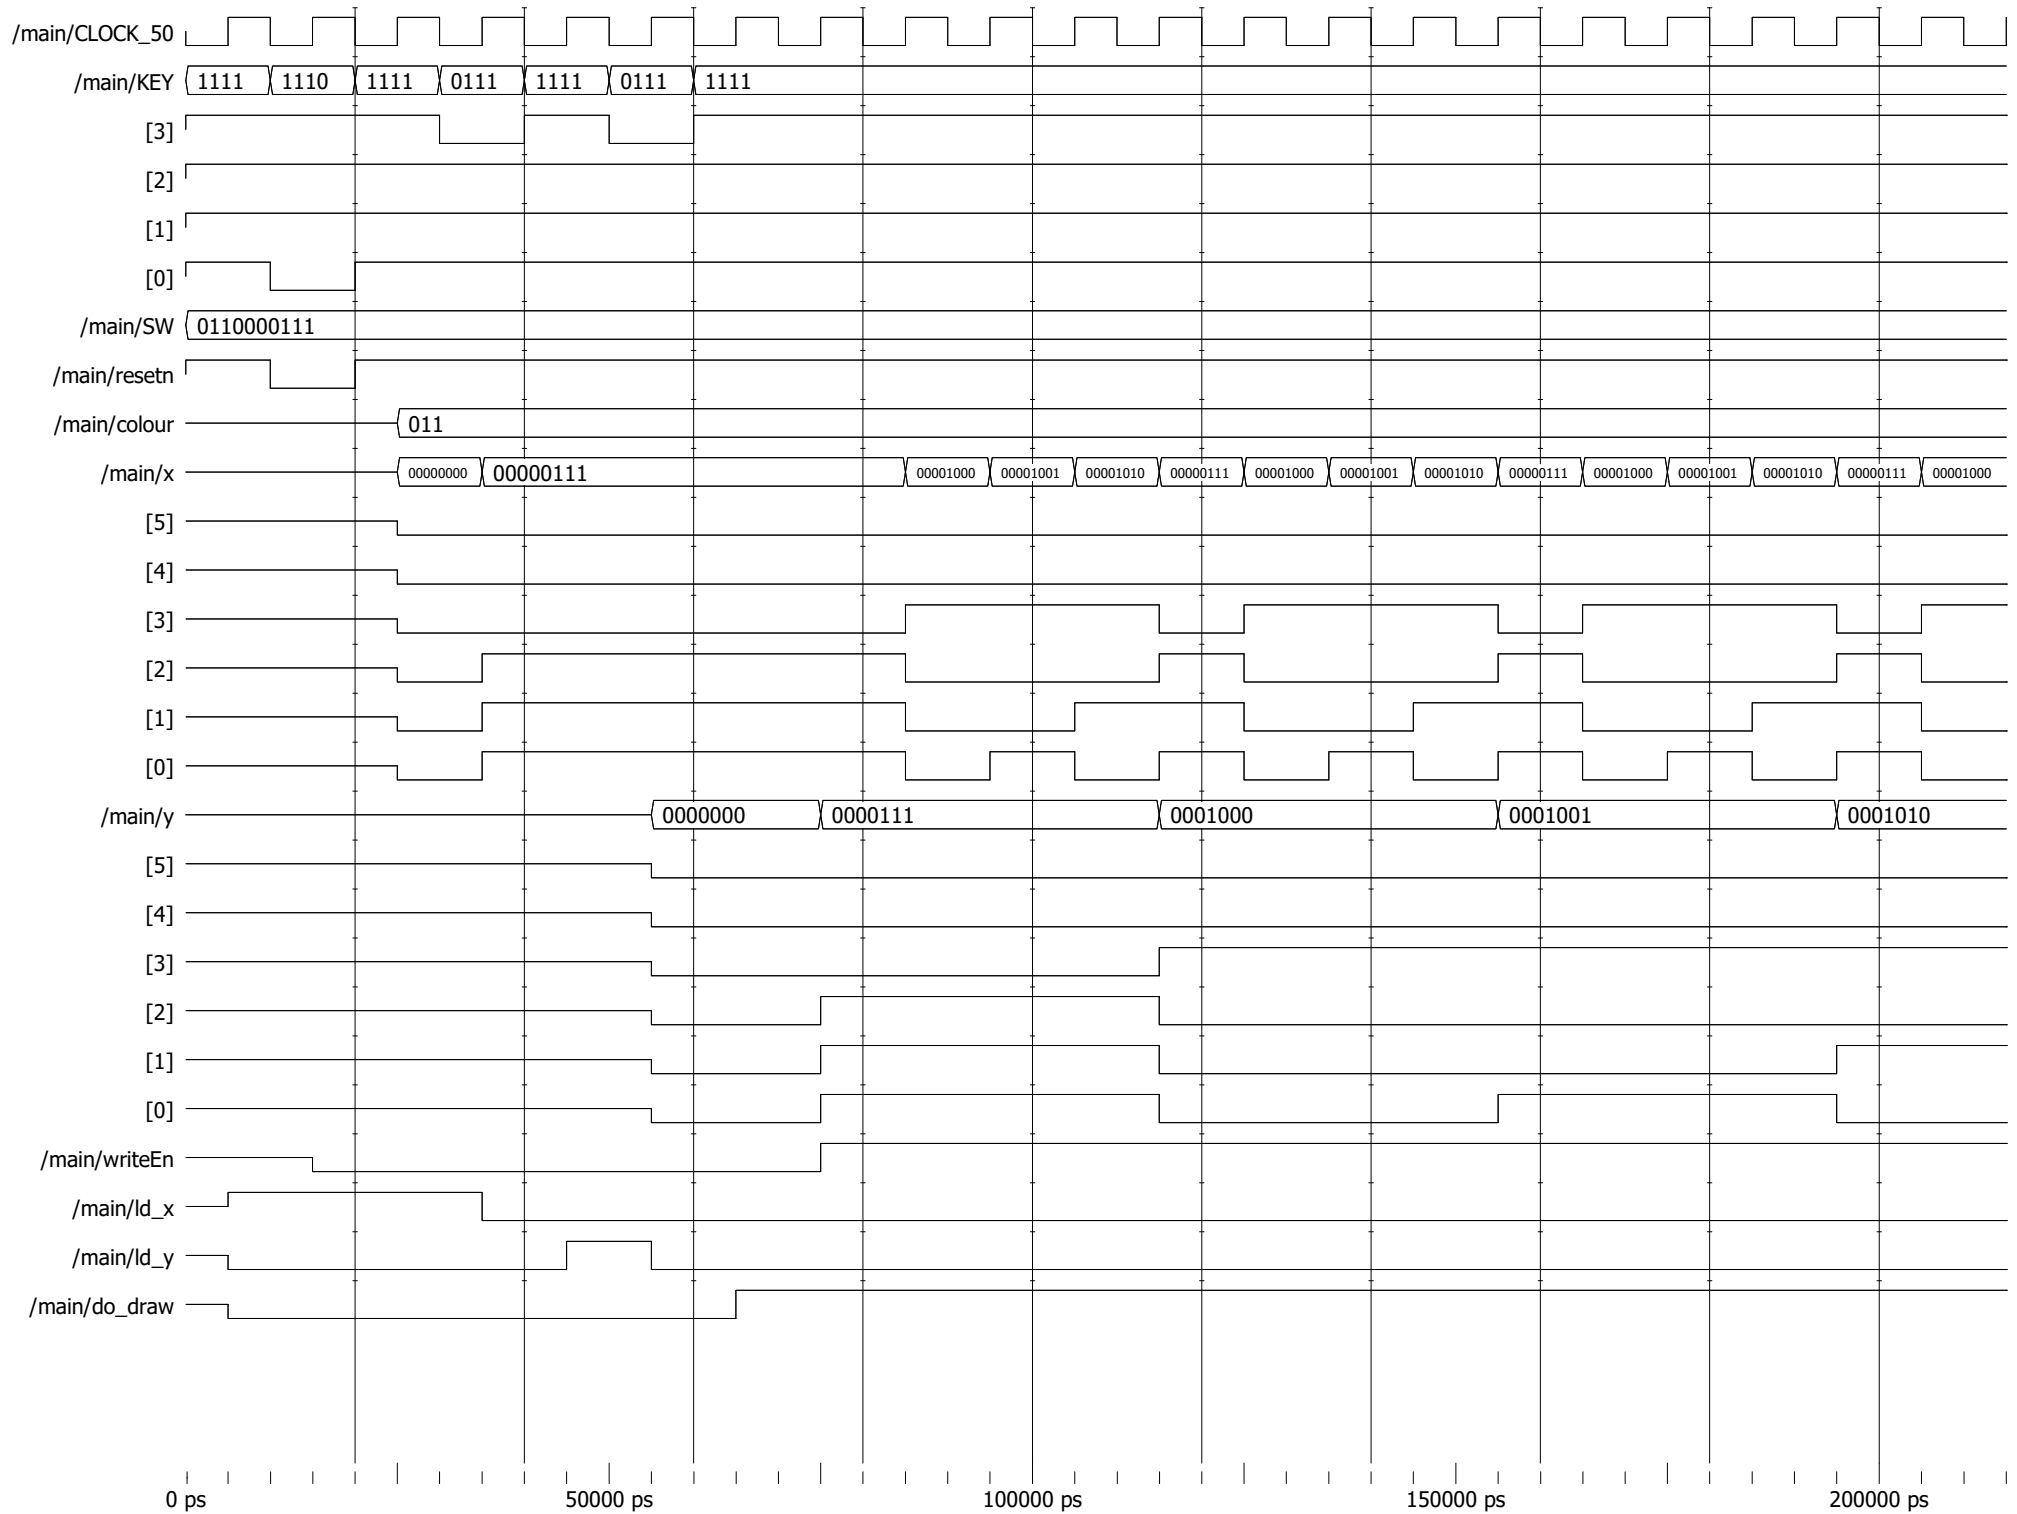 /main/CLOCK_50
/main/KEY 1111 1110 1111 0111 1111 0111 1111
[3]
[2]
[1]
[0]
/main/SW 0110000111
/main/resetn
/main/colour 011
/main/x 00000000 00000111 00001000 00001001 00001010 00000111 00001000 00001001 00001010 00000111 00001000 00001001 00001010 00000111 00001000
[5]
[4]
[3]
[2]
[1]
[0]
/main/y 0000000 0000111 0001000 0001001 0001010
[5]
[4]
[3]
[2]
[1]
[0]
/main/writeEn
/main/ld_x
/main/ld_y
/main/do_draw
0 ps 50000 ps 100000 ps 150000 ps 200000 ps